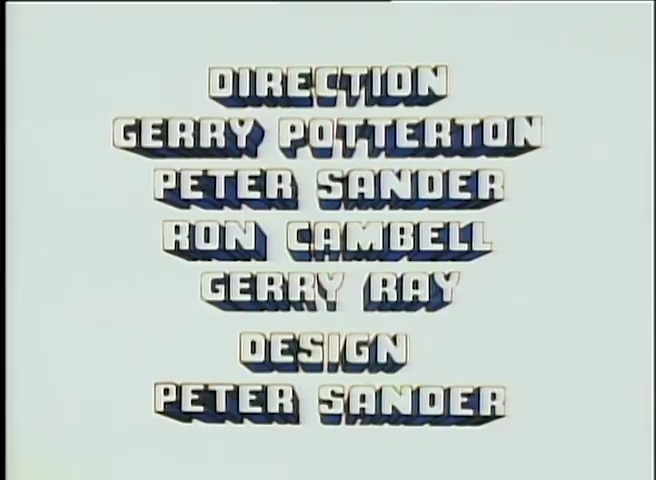 DIRECTION
GERRY POTTERTON
PETER SANDER
RON CAMBELL
GERRY RAY
DESIGN
PETER SANDER